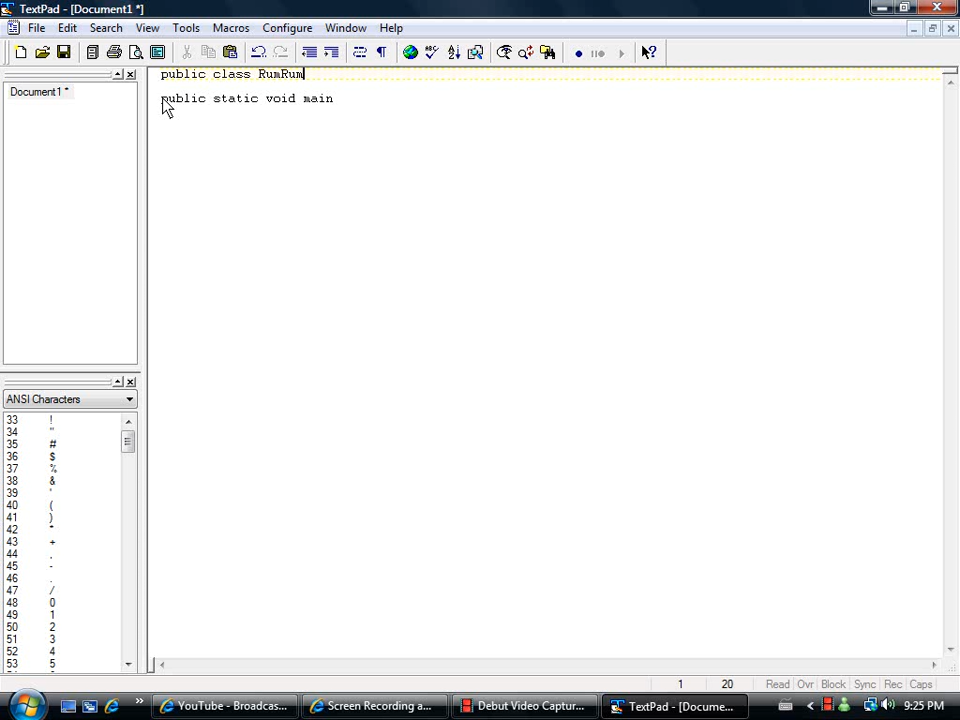 TextPad - [Document1 *]
File Edit Search View Tools Macros Configure Window Help
Document1 *
public class RumRum
public static void main
ANSI Characters
33 !
34 "
35 #
36 $
37 %
38 &
39 '
40 (
41 )
42 *
43 +
44 ,
45 -
46 .
47 /
48 0
49 1
50 2
51 3
52 4
53 5
1 20 Read Ovr Block Sync Rec Caps
YouTube - Broadcas... Screen Recording a... Debut Video Captur... TextPad - [Docume... 9:25 PM